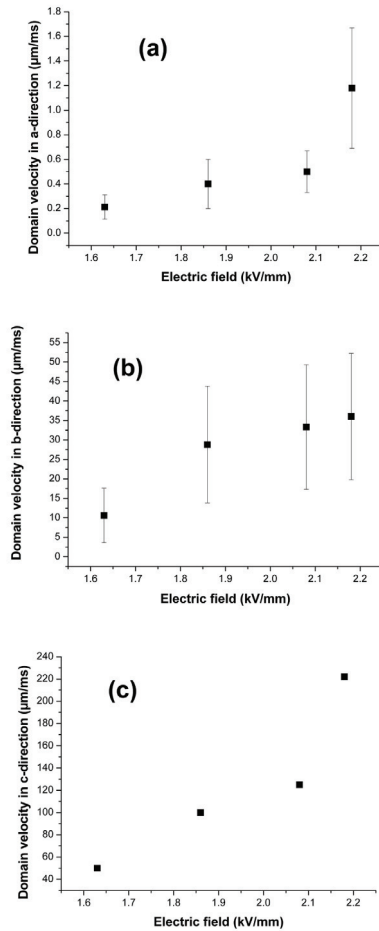 (a)
Domain velocity in a-direction (µm/ms)
1.8
1.6
1.4
1.2
1.0
0.8
0.6
0.4
0.2
0.0
1.6 1.7 1.8 1.9 2.0 2.1 2.2
Electric field (kV/mm)
(b)
Domain velocity in b-direction (µm/ms)
55
50
45
40
35
30
25
20
15
10
5
0
1.6 1.7 1.8 1.9 2.0 2.1 2.2
Electric field (kV/mm)
(c)
Domain velocity in c-direction (µm/ms)
240
220
200
180
160
140
120
100
80
60
40
1.6 1.7 1.8 1.9 2.0 2.1 2.2
Electric field (kV/mm)